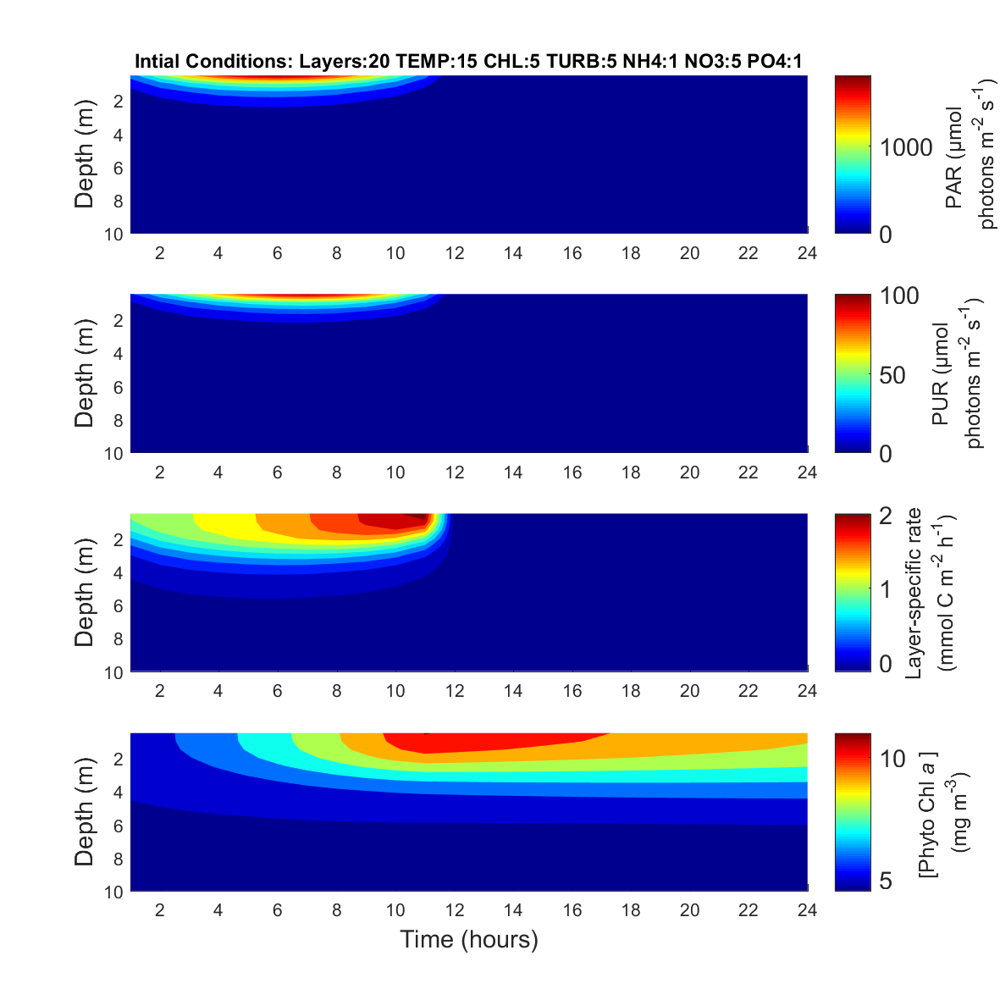 Intial Conditions: Layers:20 TEMP:15 CHL:5 TURB:5 NH4:1 NO3:5 PO4:1
Depth (m)
2
4
6
8
10
2 4 6 8 10 12 14 16 18 20 22 24
1000
0
PAR (μmol
photons m-2 s-1)
Depth (m)
2
4
6
8
10
2 4 6 8 10 12 14 16 18 20 22 24
100
50
0
PUR (μmol
photons m-2 s-1)
Depth (m)
2
4
6
8
10
2 4 6 8 10 12 14 16 18 20 22 24
2
1
0
Layer-specific rate
(mmol C m-2 h-1)
Depth (m)
2
4
6
8
10
2 4 6 8 10 12 14 16 18 20 22 24
Time (hours)
10
5
[Phyto Chl a ]
(mg m-3)